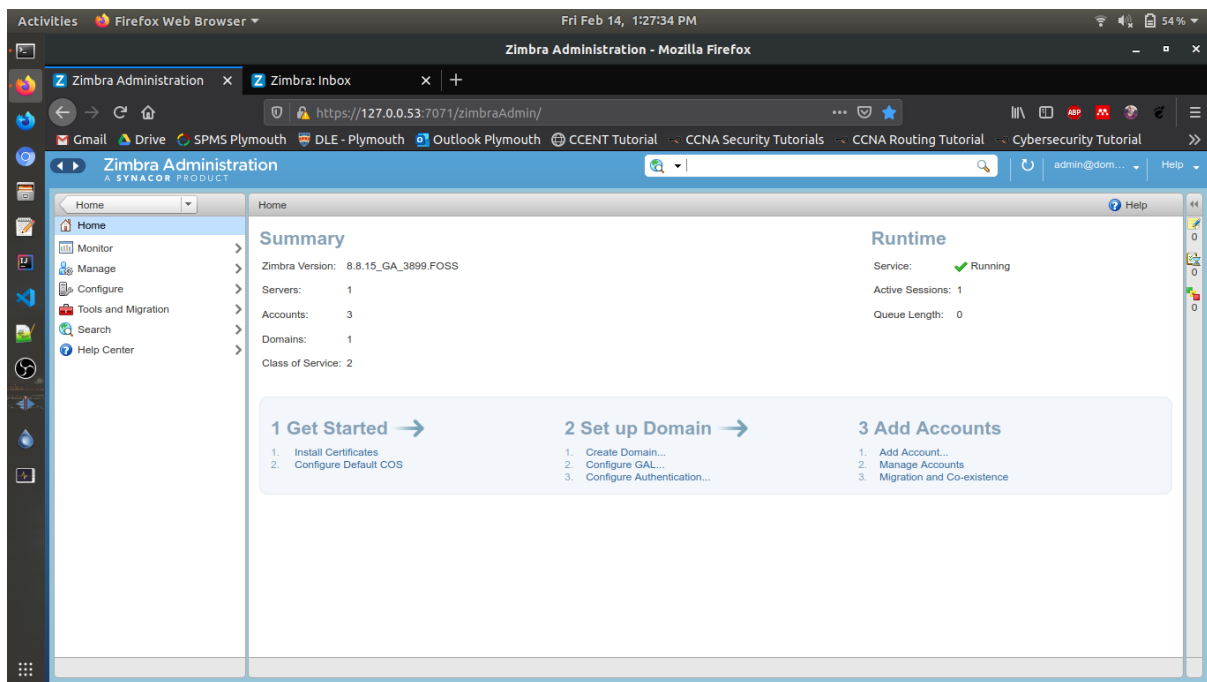 Activities Firefox Web Browser Fri Feb 14, 1:27:34 PM 54 %
Zimbra Administration - Mozilla Firefox
Zimbra Administration Zimbra: Inbox
https://127.0.0.53:7071/zimbraAdmin/
Gmail Drive SPMS Plymouth DLE - Plymouth Outlook Plymouth CCENT Tutorial CCNA Security Tutorials CCNA Routing Tutorial Cybersecurity Tutorial
Zimbra Administration admin@dom... Help
A SYNACOR PRODUCT
Home
Home
Monitor
Manage
Configure
Tools and Migration
Search
Help Center
Home Help
Summary
Zimbra Version: 8.8.15_GA_3899.FOSS
Servers: 1
Accounts: 3
Domains: 1
Class of Service: 2
Runtime
Service: Running
Active Sessions: 1
Queue Length: 0
1 Get Started
1. Install Certificates
2. Configure Default COS
2 Set up Domain
1. Create Domain...
2. Configure GAL...
3. Configure Authentication...
3 Add Accounts
1. Add Account...
2. Manage Accounts
3. Migration and Co-existence
0
0
0